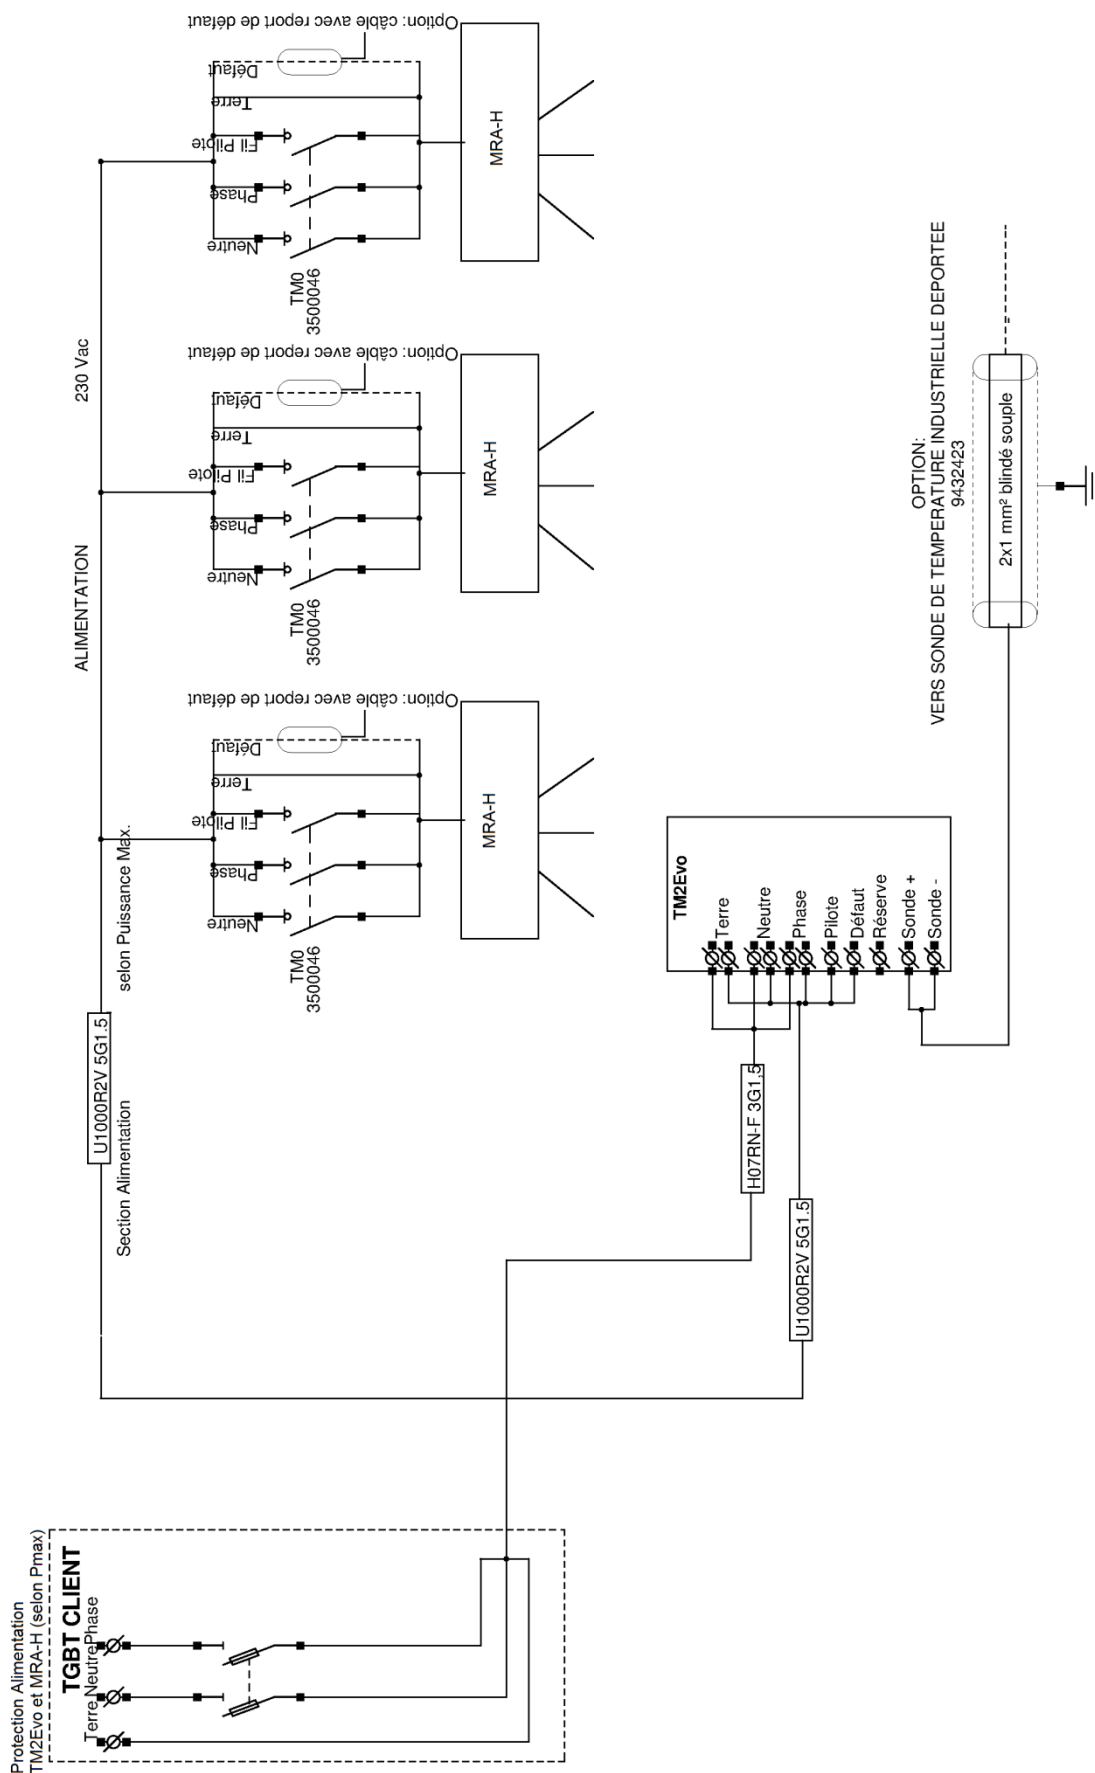 Protection Alimentation
TM2Evo et MRA-H (selon Pmax)
TGBT CLIENT
Terre
Neutre
Phase
Section Alimentation
U1000R2V 5G1.5
selon Puissance Max.
ALIMENTATION
230 Vac
Neutre
Phase
Fil Pilote
Terre
Défaut
Option: câble avec report de défaut
TM0
3500046
MRA-H
Neutre
Phase
Fil Pilote
Terre
Défaut
Option: câble avec report de défaut
TM0
3500046
MRA-H
Neutre
Phase
Fil Pilote
Terre
Défaut
Option: câble avec report de défaut
TM0
3500046
MRA-H
H07RN-F 3G1,5
U1000R2V 5G1.5
TM2Evo
Terre
Neutre
Phase
Pilote
Défaut
Réserve
Sonde +
Sonde -
OPTION:
VERS SONDE DE TEMPERATURE INDUSTRIELLE DEPORTEE
9432423
2x1 mm² blindé souple